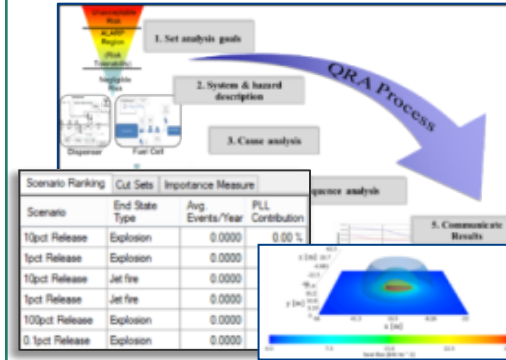 Unacceptable
Risk
ALARP
Region
(Risk
Tolerability)
Negligible
Risk
Dispenser
Fuel Cell
1. Set analysis goals
2. System & hazard
description
3. Cause analysis
QRA Process
quence analysis
5. Communicate
Results
Scenario Ranking Cut Sets Importance Measure
Scenario End State Type Avg. Events/Year PLL Contribution
10pct Release Explosion 0.0000 0.00 %
1pct Release Explosion 0.0000
10pct Release Jet fire 0.0000
1pct Release Jet fire 0.0000
100pct Release Explosion 0.0000
0.1pct Release Explosion 0.0000
z [m]
y [m]
x [m]